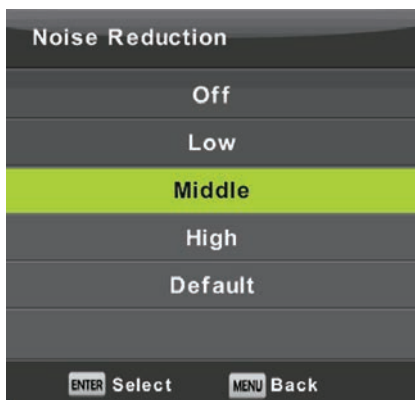 Noise Reduction
Off
Low
Middle
High
Default
ENTER Select MENU Back